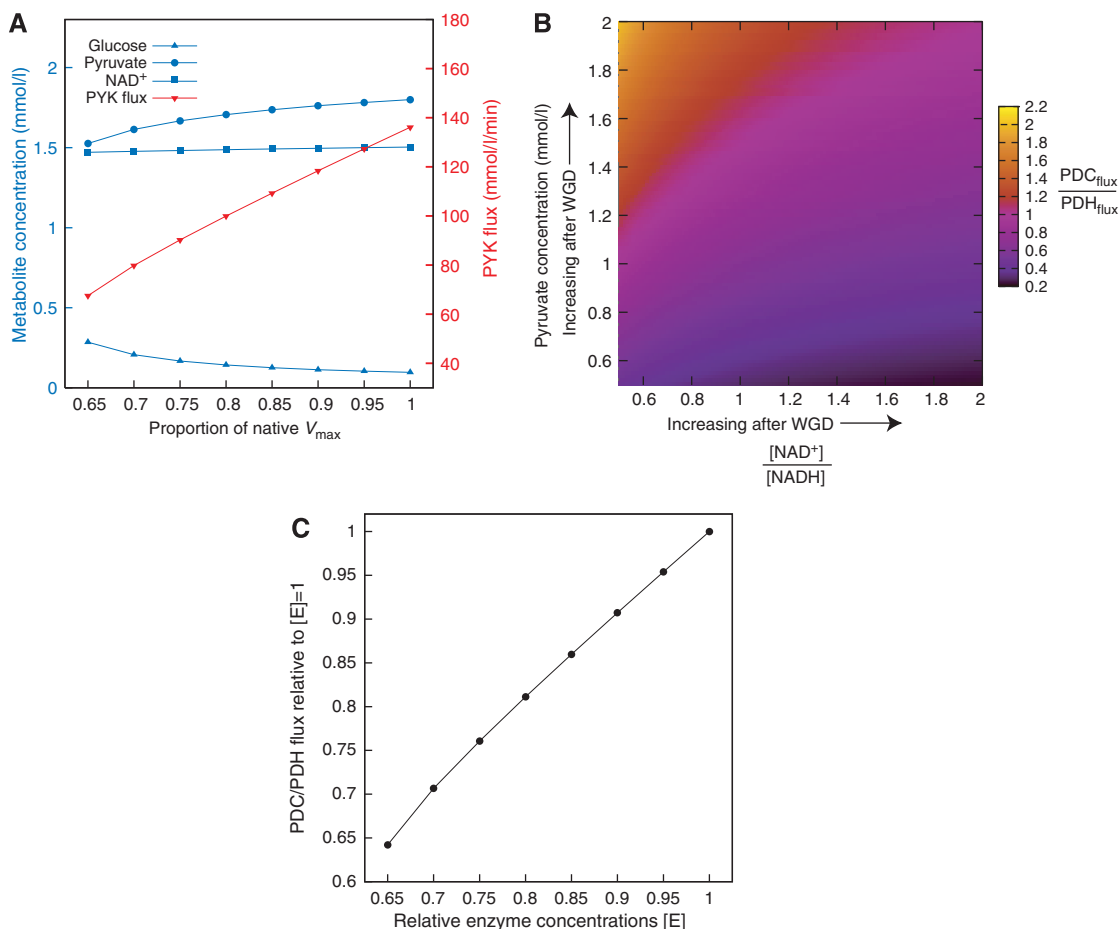 A
Glucose
Pyruvate
NAD+
PYK flux
Metabolite concentration (mmol/l)
2
1.5
1
0.5
0
0.65 0.7 0.75 0.8 0.85 0.9 0.95 1
Proportion of native Vmax
180
160
140
120
100
80
60
40
PYK flux (mmol/l/min)
B
Pyruvate concentration (mmol/l)
Increasing after WGD
2
1.8
1.6
1.4
1.2
1
0.8
0.6
0.6 0.8 1 1.2 1.4 1.6 1.8 2
Increasing after WGD
[NAD+]
[NADH]
2.2
2
1.8
1.6
1.4
1.2
1
0.8
0.6
0.4
0.2
PDCflux
PDHflux
C
PDC/PDH flux relative to [E]=1
1
0.95
0.9
0.85
0.8
0.75
0.7
0.65
0.6
0.65 0.7 0.75 0.8 0.85 0.9 0.95 1
Relative enzyme concentrations [E]